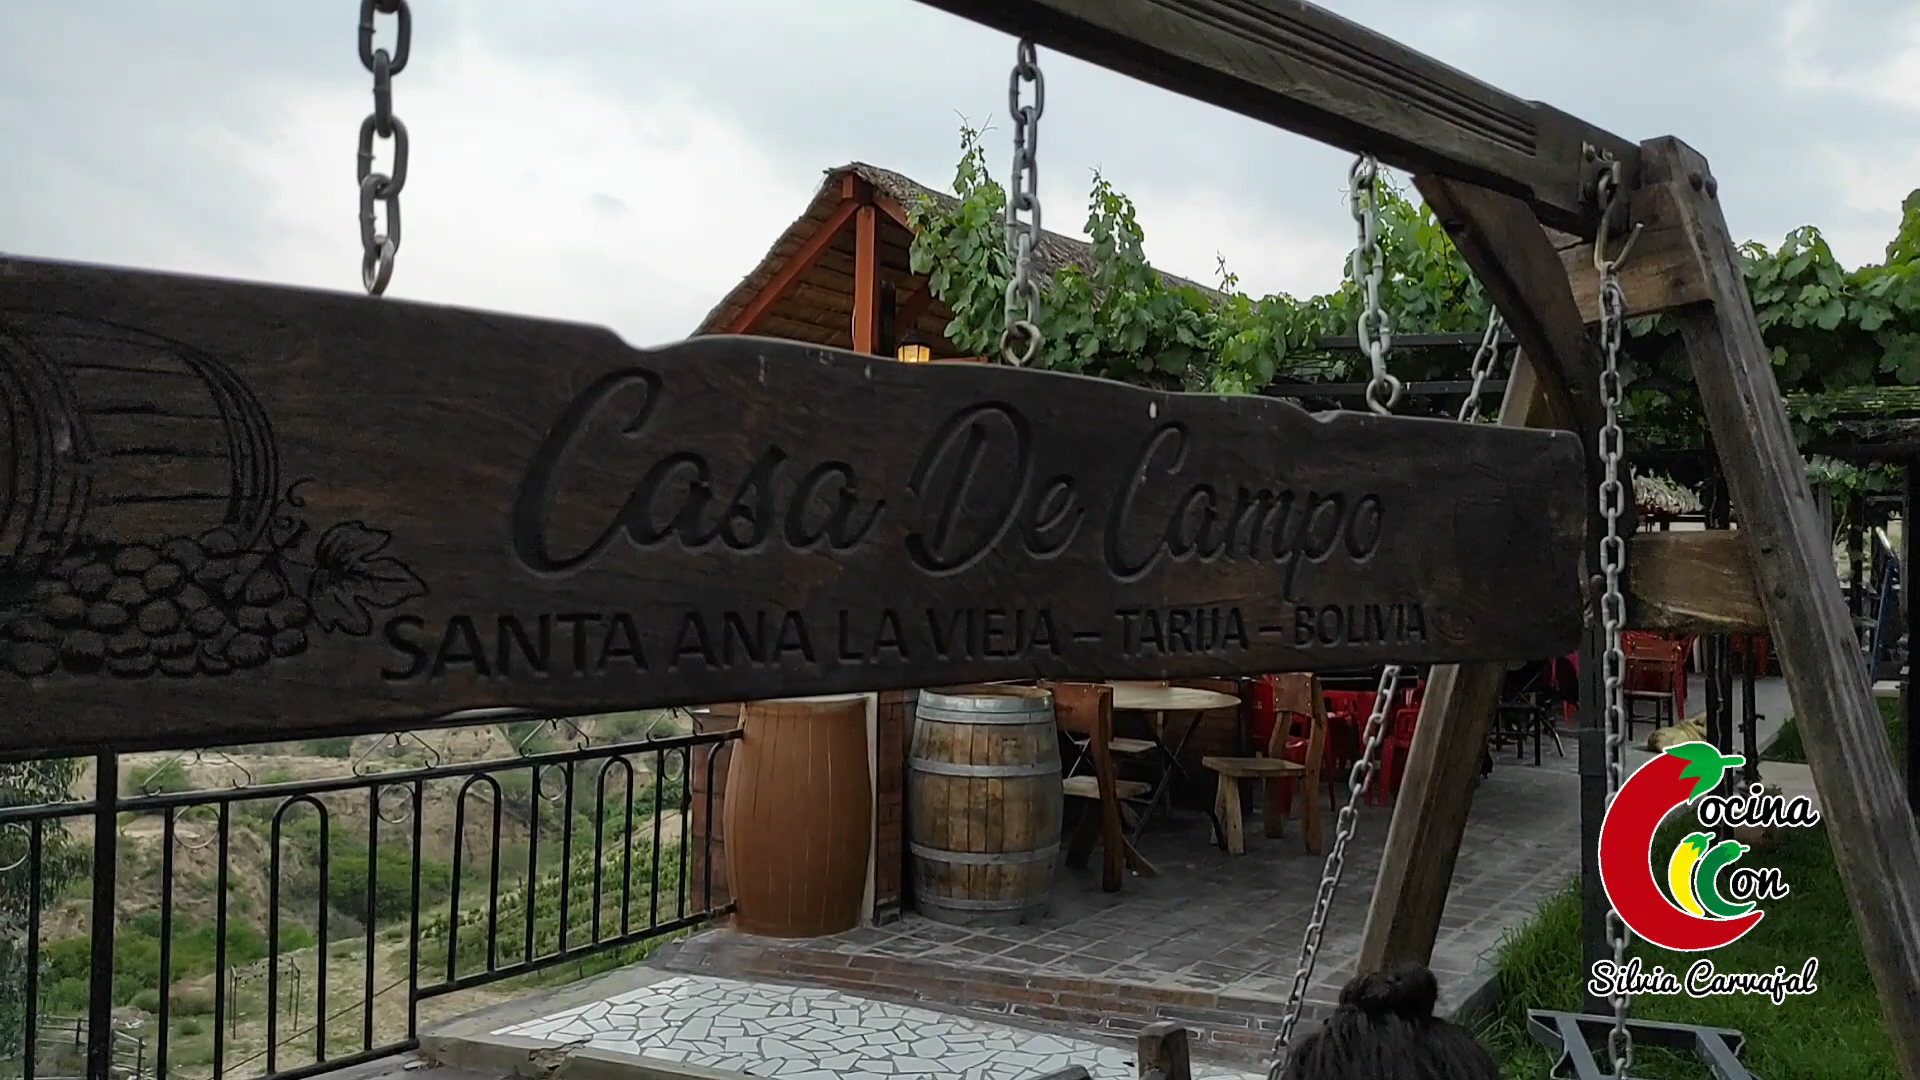 Casa De Campo
SANTA ANA LA VIEJA – TARIJA – BOLIVIA
Cocina
Con
Silvia Carvajal